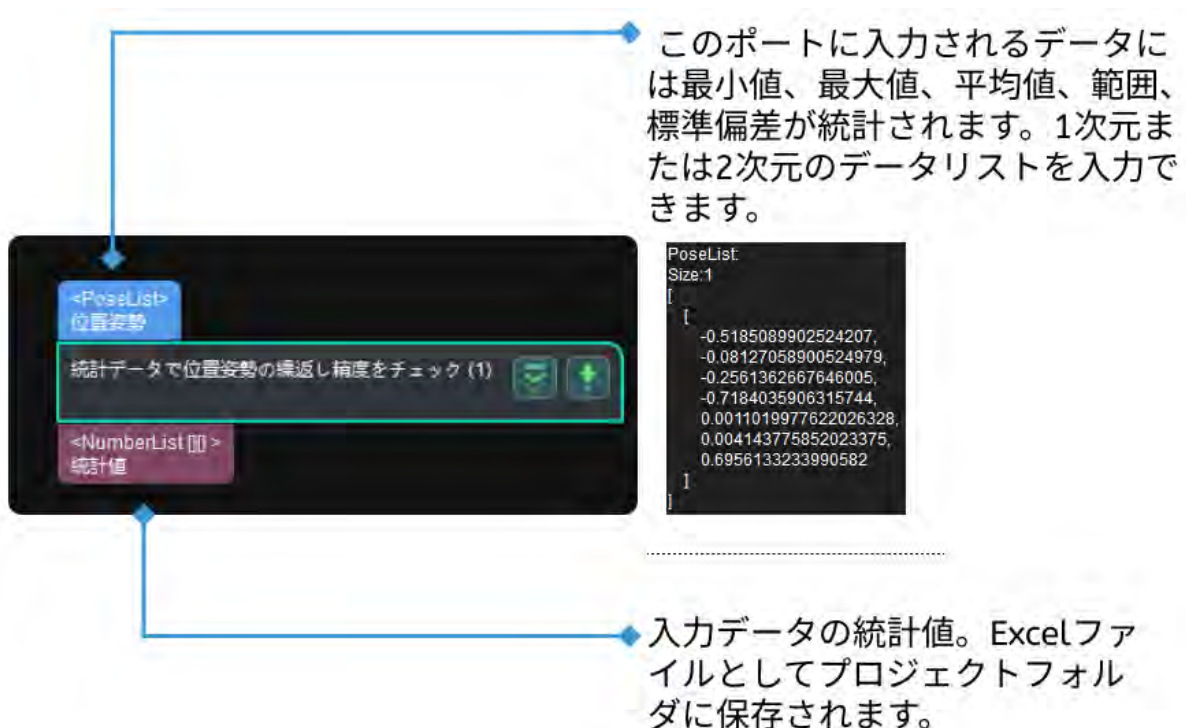 このポートに入力されるデータに
は最小値、最大値、平均値、範囲、
標準偏差が統計されます。1次元ま
たは2次元のデータリストを入力で
きます。
<PoseList>
位置姿勢
統計データで位置姿勢の繰返し精度をチェック (1)
<NumberList [][] >
統計値
PoseList:
Size:1
[
[
-0.5185089902524207,
-0.08127058900524979,
-0.25613626676460 05,
-0.7184035906315744,
0.00110199776220 26328,
0.004143775852023375,
0.6956133233990582
]
]
入力データの統計値。Excelファ
イルとしてプロジェクトフォル
ダに保存されます。